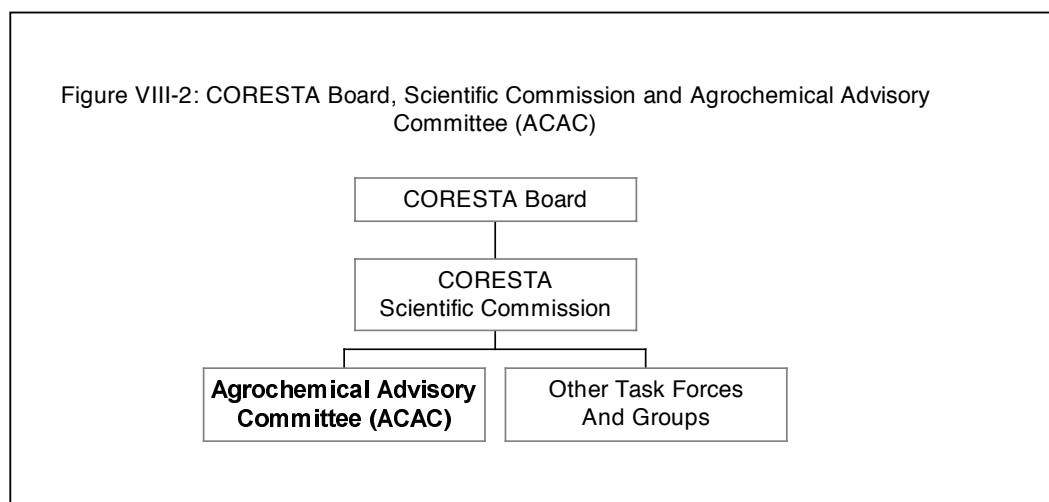 Figure VIII-2: CORESTA Board, Scientific Commission and Agrochemical Advisory
Committee (ACAC)
CORESTA Board
CORESTA
Scientific Commission
Agrochemical Advisory
Committee (ACAC)
Other Task Forces
And Groups